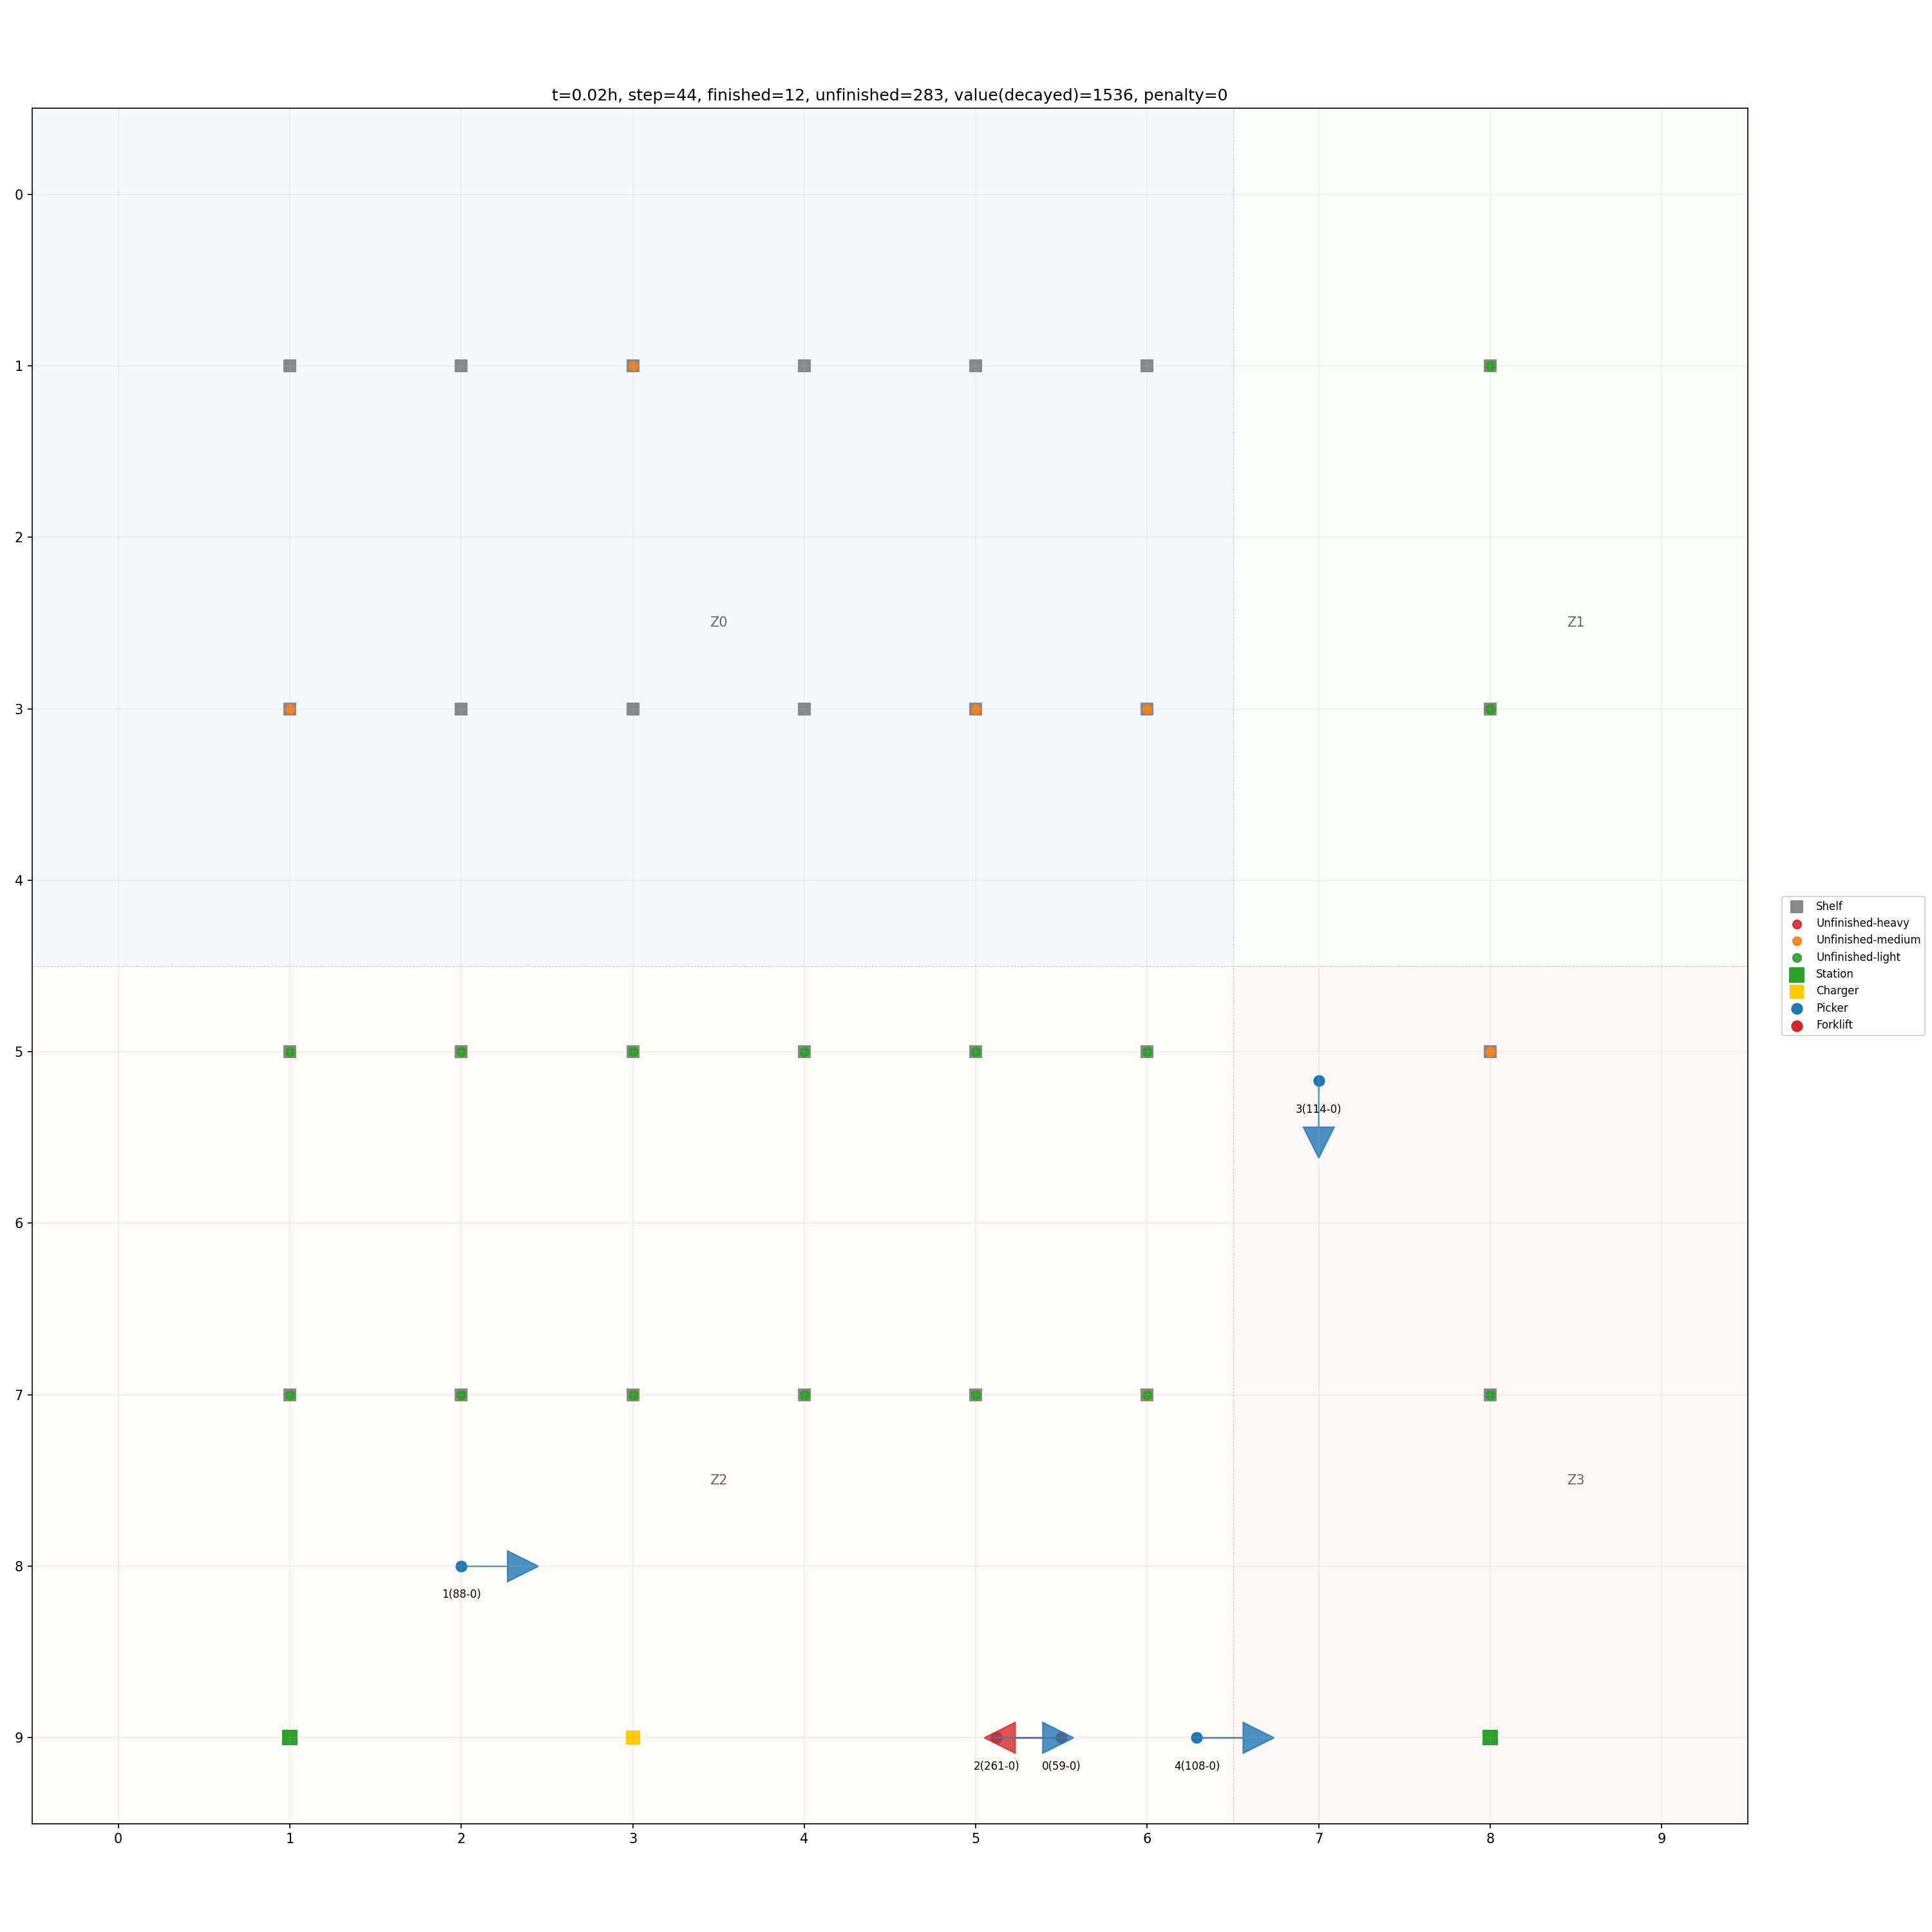 t=0.02h, step=44, finished=12, unfinished=283, value(decayed)=1536, penalty=0
0
1
2
Z0
Z1
3
4
Shelf
Unfinished-heavy
Unfinished-medium
Unfinished-light
Station
Charger
Picker
Forklift
5
3(114-0)
6
7
Z2
Z3
8
1(88-0)
9
2(261-0)
0(59-0)
4(108-0)
0 1 2 3 4 5 6 7 8 9